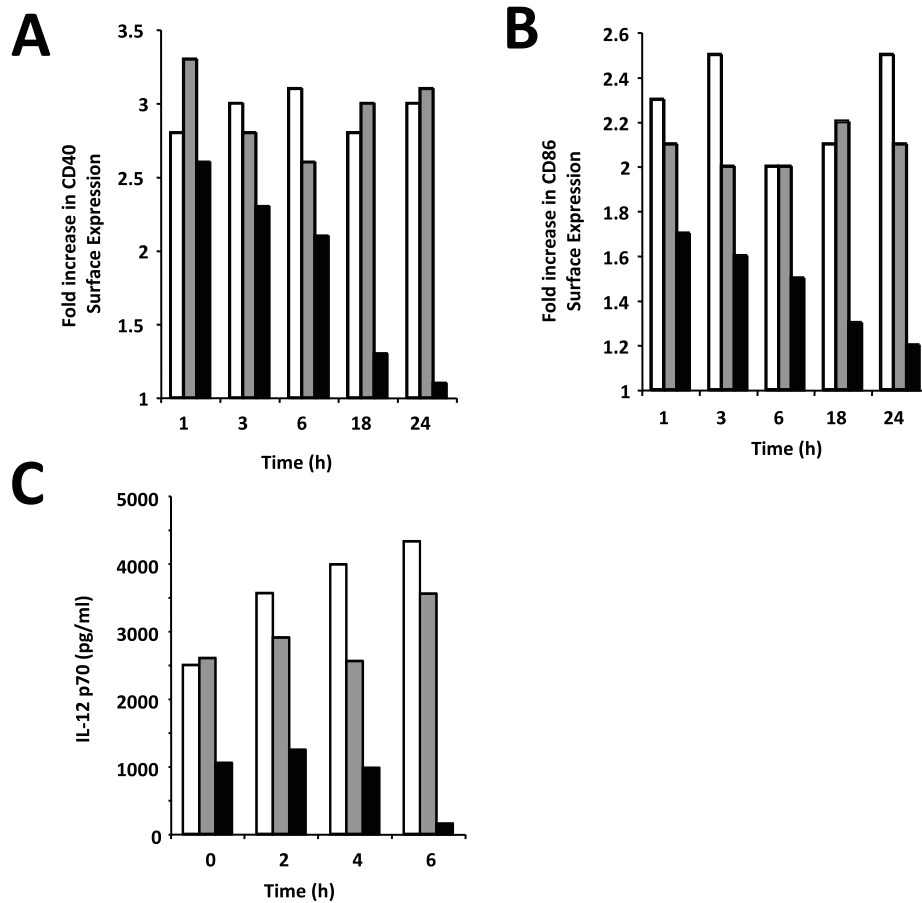 A
Fold increase in CD40
Surface Expression
3.5
3
2.5
2
1.5
1
1 3 6 18 24
Time (h)
B
Fold increase in CD86
Surface Expression
2.6
2.4
2.2
2
1.8
1.6
1.4
1.2
1
1 3 6 18 24
Time (h)
C
IL-12 p70 (pg/ml)
5000
4000
3000
2000
1000
0
0 2 4 6
Time (h)